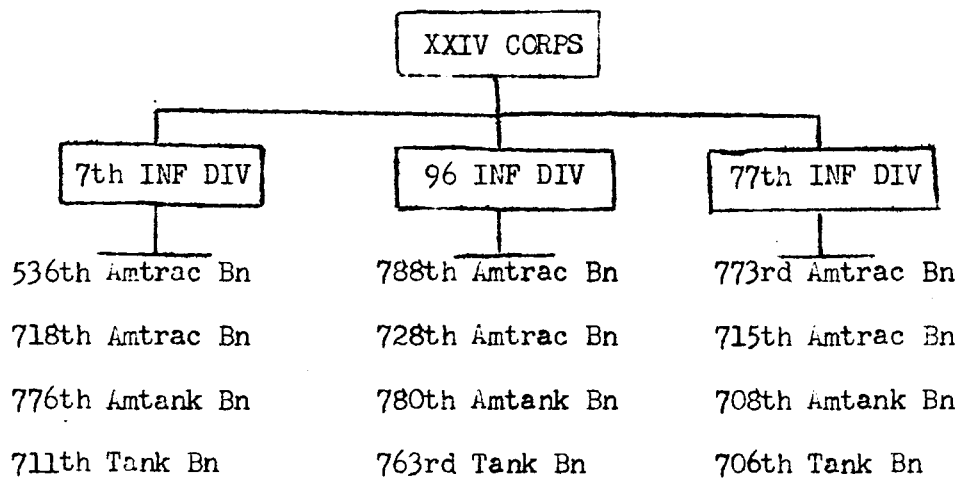 XXIV CORPS
7th INF DIV
96 INF DIV
77th INF DIV
536th Amtrac Bn
788th Amtrac Bn
773rd Amtrac Bn
718th Amtrac Bn
728th Amtrac Bn
715th Amtrac Bn
776th Amtank Bn
780th Amtank Bn
708th Amtank Bn
711th Tank Bn
763rd Tank Bn
706th Tank Bn